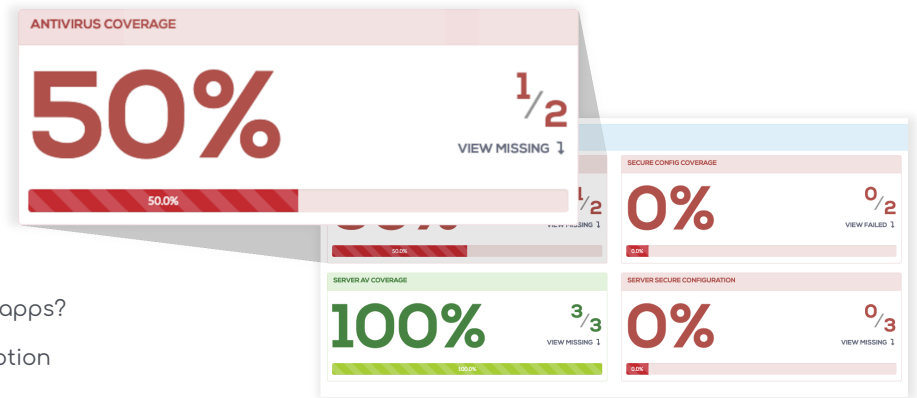 ANTIVIRUS COVERAGE
50%
1/2
VIEW MISSING
50.0%
1/2
VIEW MISSING
50.0%
SECURE CONFIG COVERAGE
0%
0/2
VIEW FAILED
0.0%
SERVER AV COVERAGE
100%
3/3
VIEW MISSING
100.0%
SERVER SECURE CONFIGURATION
0%
0/3
VIEW MISSING
0.0%
apps?